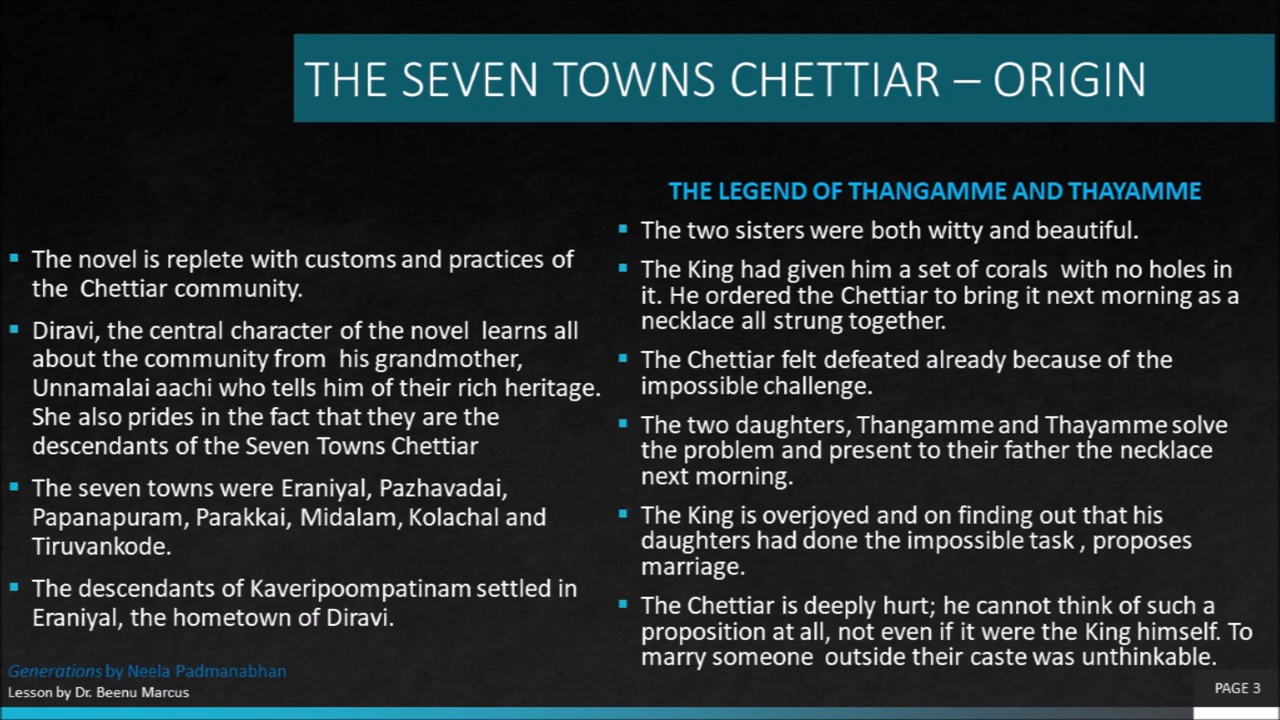 THE SEVEN TOWNS CHETTIAR – ORIGIN
▪ The novel is replete with customs and practices of
the Chettiar community.
▪ Diravi, the central character of the novel learns all
about the community from his grandmother,
Unnamalai aachi who tells him of their rich heritage.
She also prides in the fact that they are the
descendants of the Seven Towns Chettiar
▪ The seven towns were Eraniyal, Pazhavadai,
Papanapuram, Parakkai, Midalam, Kolachal and
Tiruvankode.
▪ The descendants of Kaveripoompatinam settled in
Eraniyal, the hometown of Diravi.
THE LEGEND OF THANGAMME AND THAYAMME
▪ The two sisters were both witty and beautiful.
▪ The King had given him a set of corals with no holes in
it. He ordered the Chettiar to bring it next morning as a
necklace all strung together.
▪ The Chettiar felt defeated already because of the
impossible challenge.
▪ The two daughters, Thangamme and Thayamme solve
the problem and present to their father the necklace
next morning.
▪ The King is overjoyed and on finding out that his
daughters had done the impossible task , proposes
marriage.
▪ The Chettiar is deeply hurt; he cannot think of such a
proposition at all, not even if it were the King himself. To
marry someone outside their caste was unthinkable.
Generations by Neela Padmanabhan
Lesson by Dr. Beenu Marcus
PAGE 3